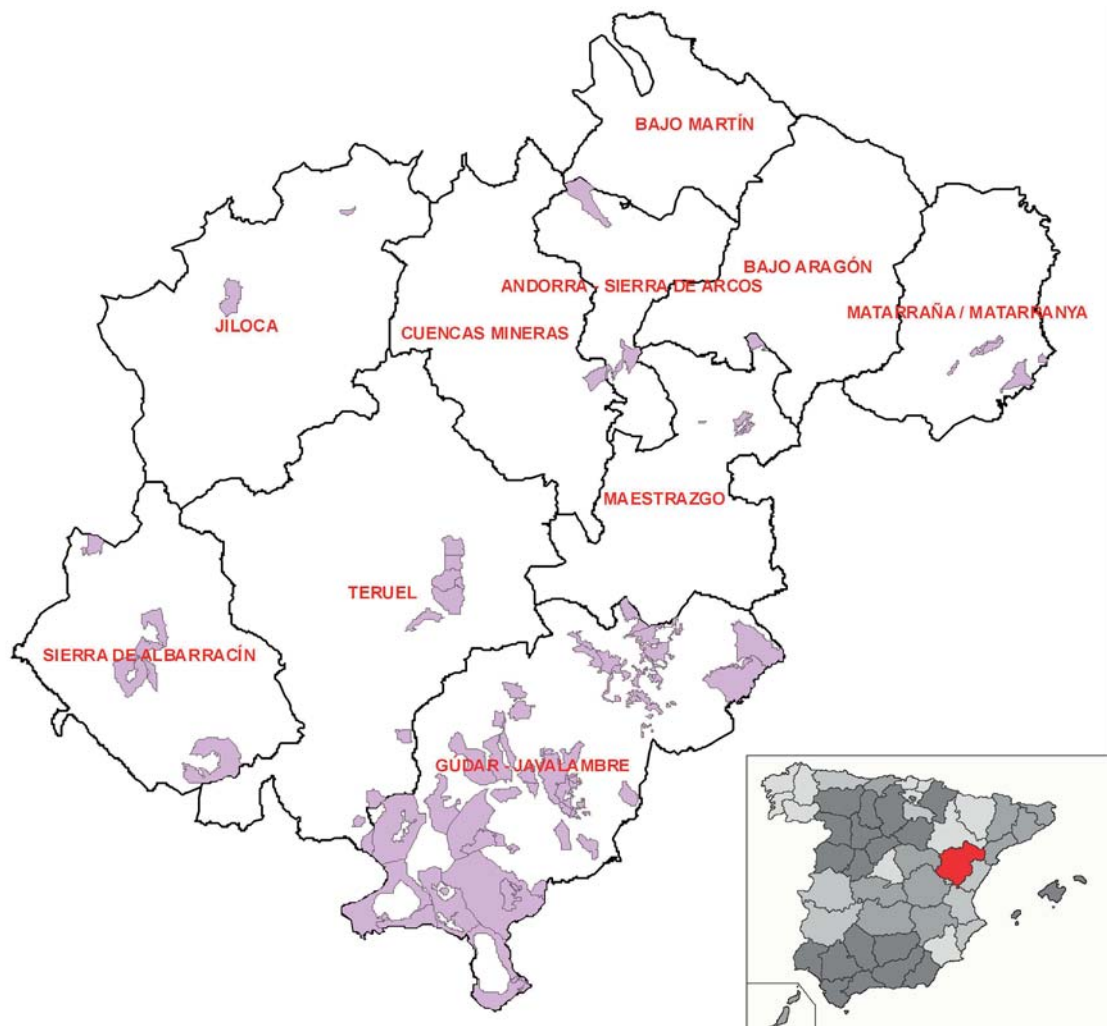 BAJO MARTÍN
BAJO ARAGÓN
ANDORRA - SIERRA DE ARCOS
MATARRAÑA / MATARRANYA
JILOCA
CUENCAS MINERAS
MAESTRAZGO
TERUEL
SIERRA DE ALBARRACÍN
GÚDAR - JAVALAMBRE